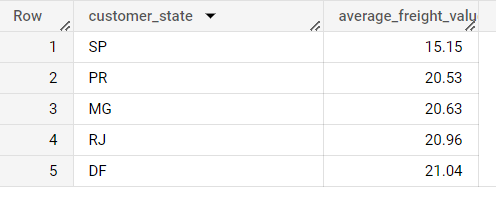 Row customer_state average_freight_valu
1 SP 15.15
2 PR 20.53
3 MG 20.63
4 RJ 20.96
5 DF 21.04